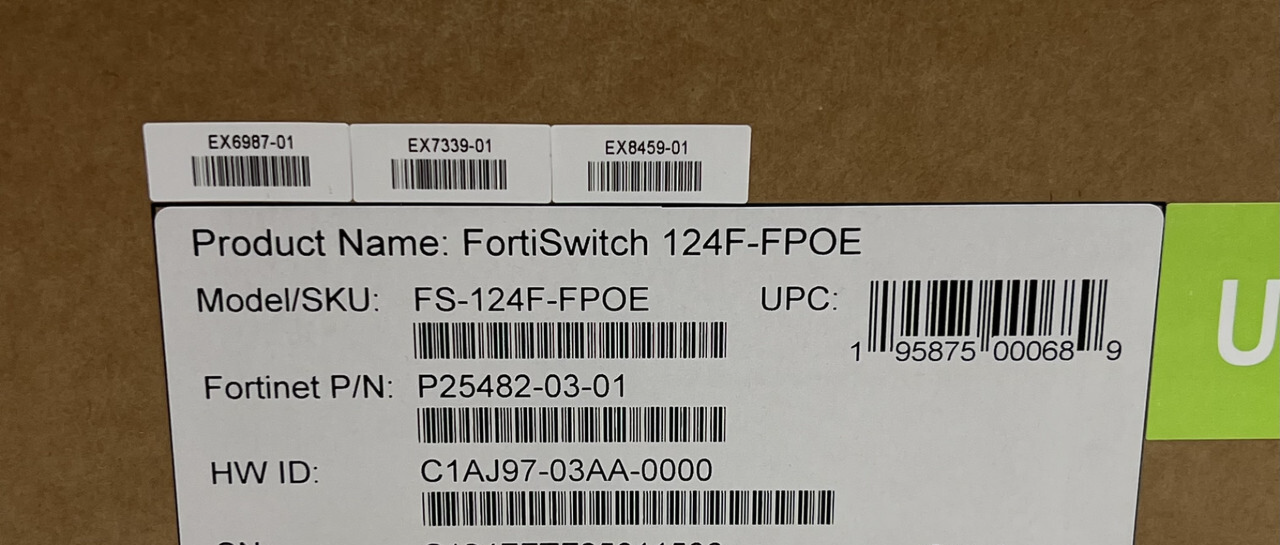 EX6987-01 EX7339-01 EX8459-01
Product Name: FortiSwitch 124F-FPOE
Model/SKU: FS-124F-FPOE UPC:
1 95875 00068 9
Fortinet P/N: P25482-03-01
HW ID: C1AJ97-03AA-0000
U